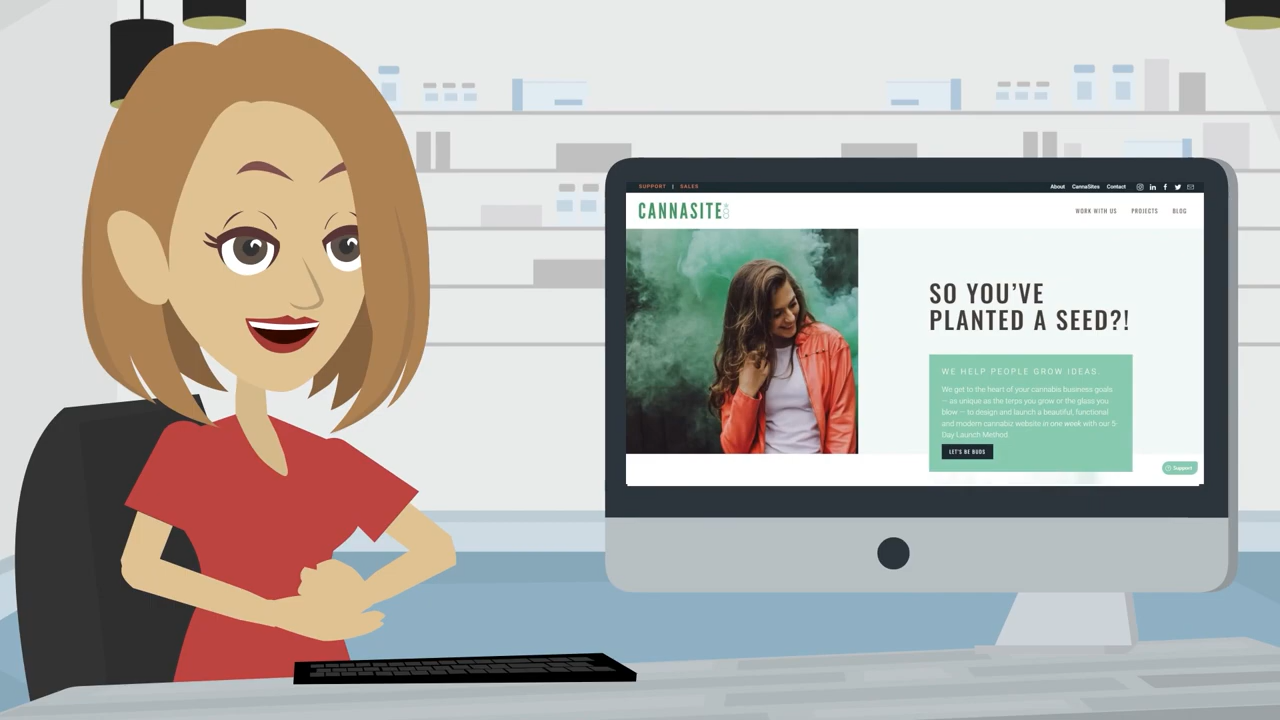 SUPPORT | SALES
About CannaSites Contact
CANNASITE
WORK WITH US PROJECTS BLOG
SO YOU'VE
PLANTED A SEED?!
WE HELP PEOPLE GROW IDEAS.
We get to the heart of your cannabis business goals
— as unique as the terps you grow or the glass you
blow — to design and launch a beautiful, functional
and modern cannabis website in one week with our 5-
Day Launch Method.
LET'S BE BUDS
Support